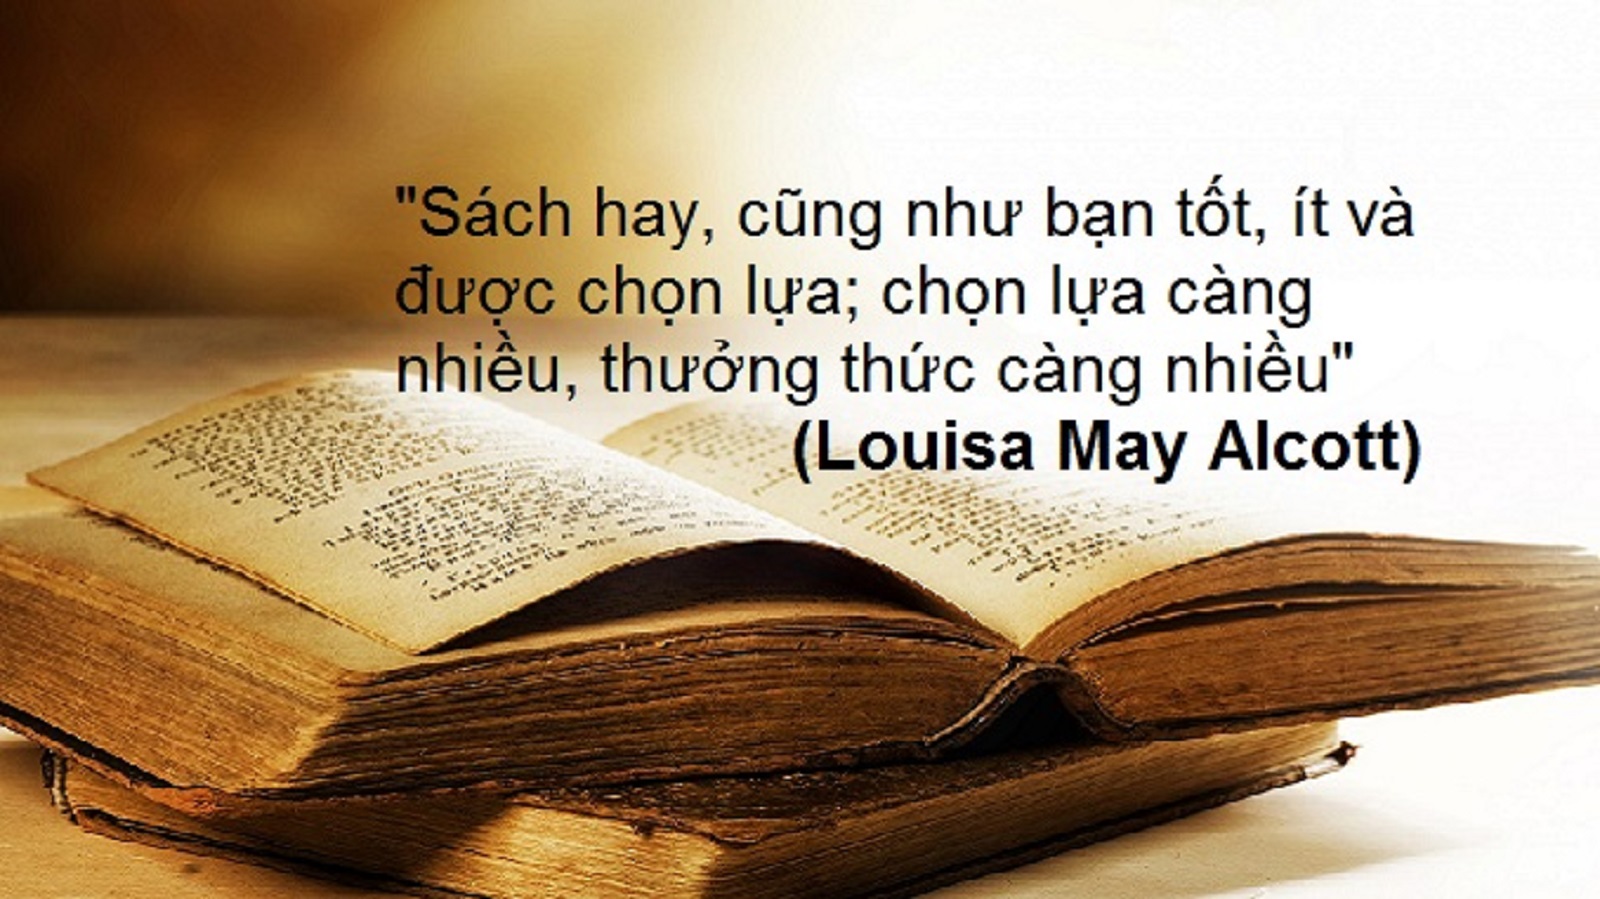 "Sách hay, cũng như bạn tốt, ít và
được chọn lựa; chọn lựa càng
nhiều, thưởng thức càng nhiều"
(Louisa May Alcott)